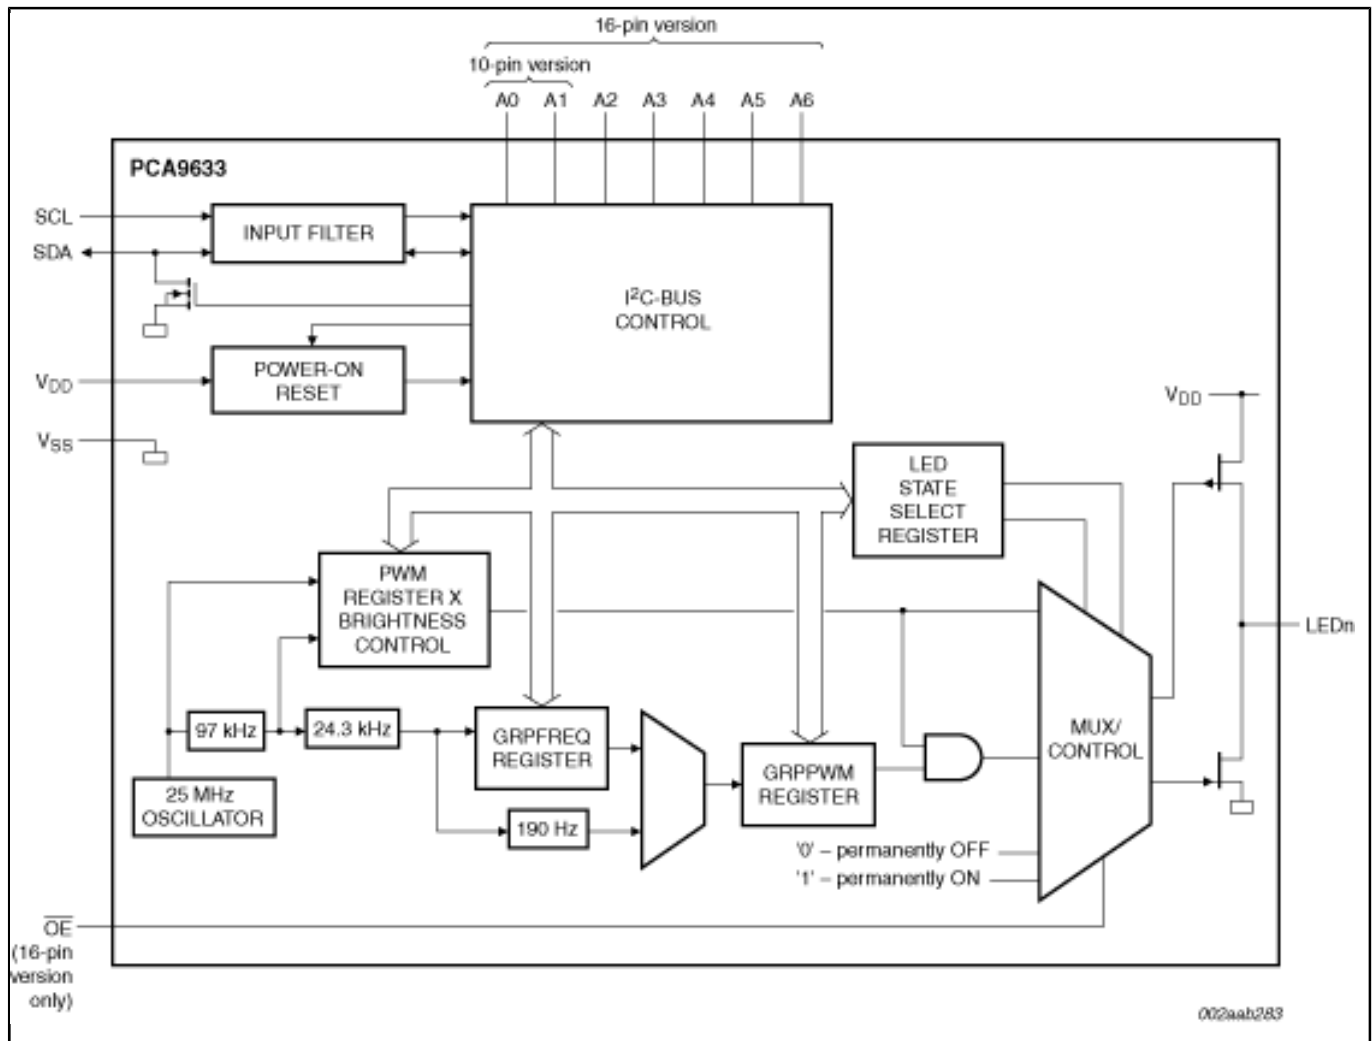 16-pin version
10-pin version
A0 A1 A2 A3 A4 A5 A6
PCA9633
SCL
SDA
INPUT FILTER
I²C-BUS
CONTROL
VDD
POWER-ON
RESET
VSS
VDD
LED
STATE
SELECT
REGISTER
PWM
REGISTER X
BRIGHTNESS
CONTROL
LEDn
97 kHz
24.3 kHz
GRPFREQ
REGISTER
MUX/
CONTROL
GRPPWM
REGISTER
25 MHz
OSCILLATOR
190 Hz
'0' – permanently OFF
'1' – permanently ON
O̅E̅
(16-pin
version
only)
002aab283